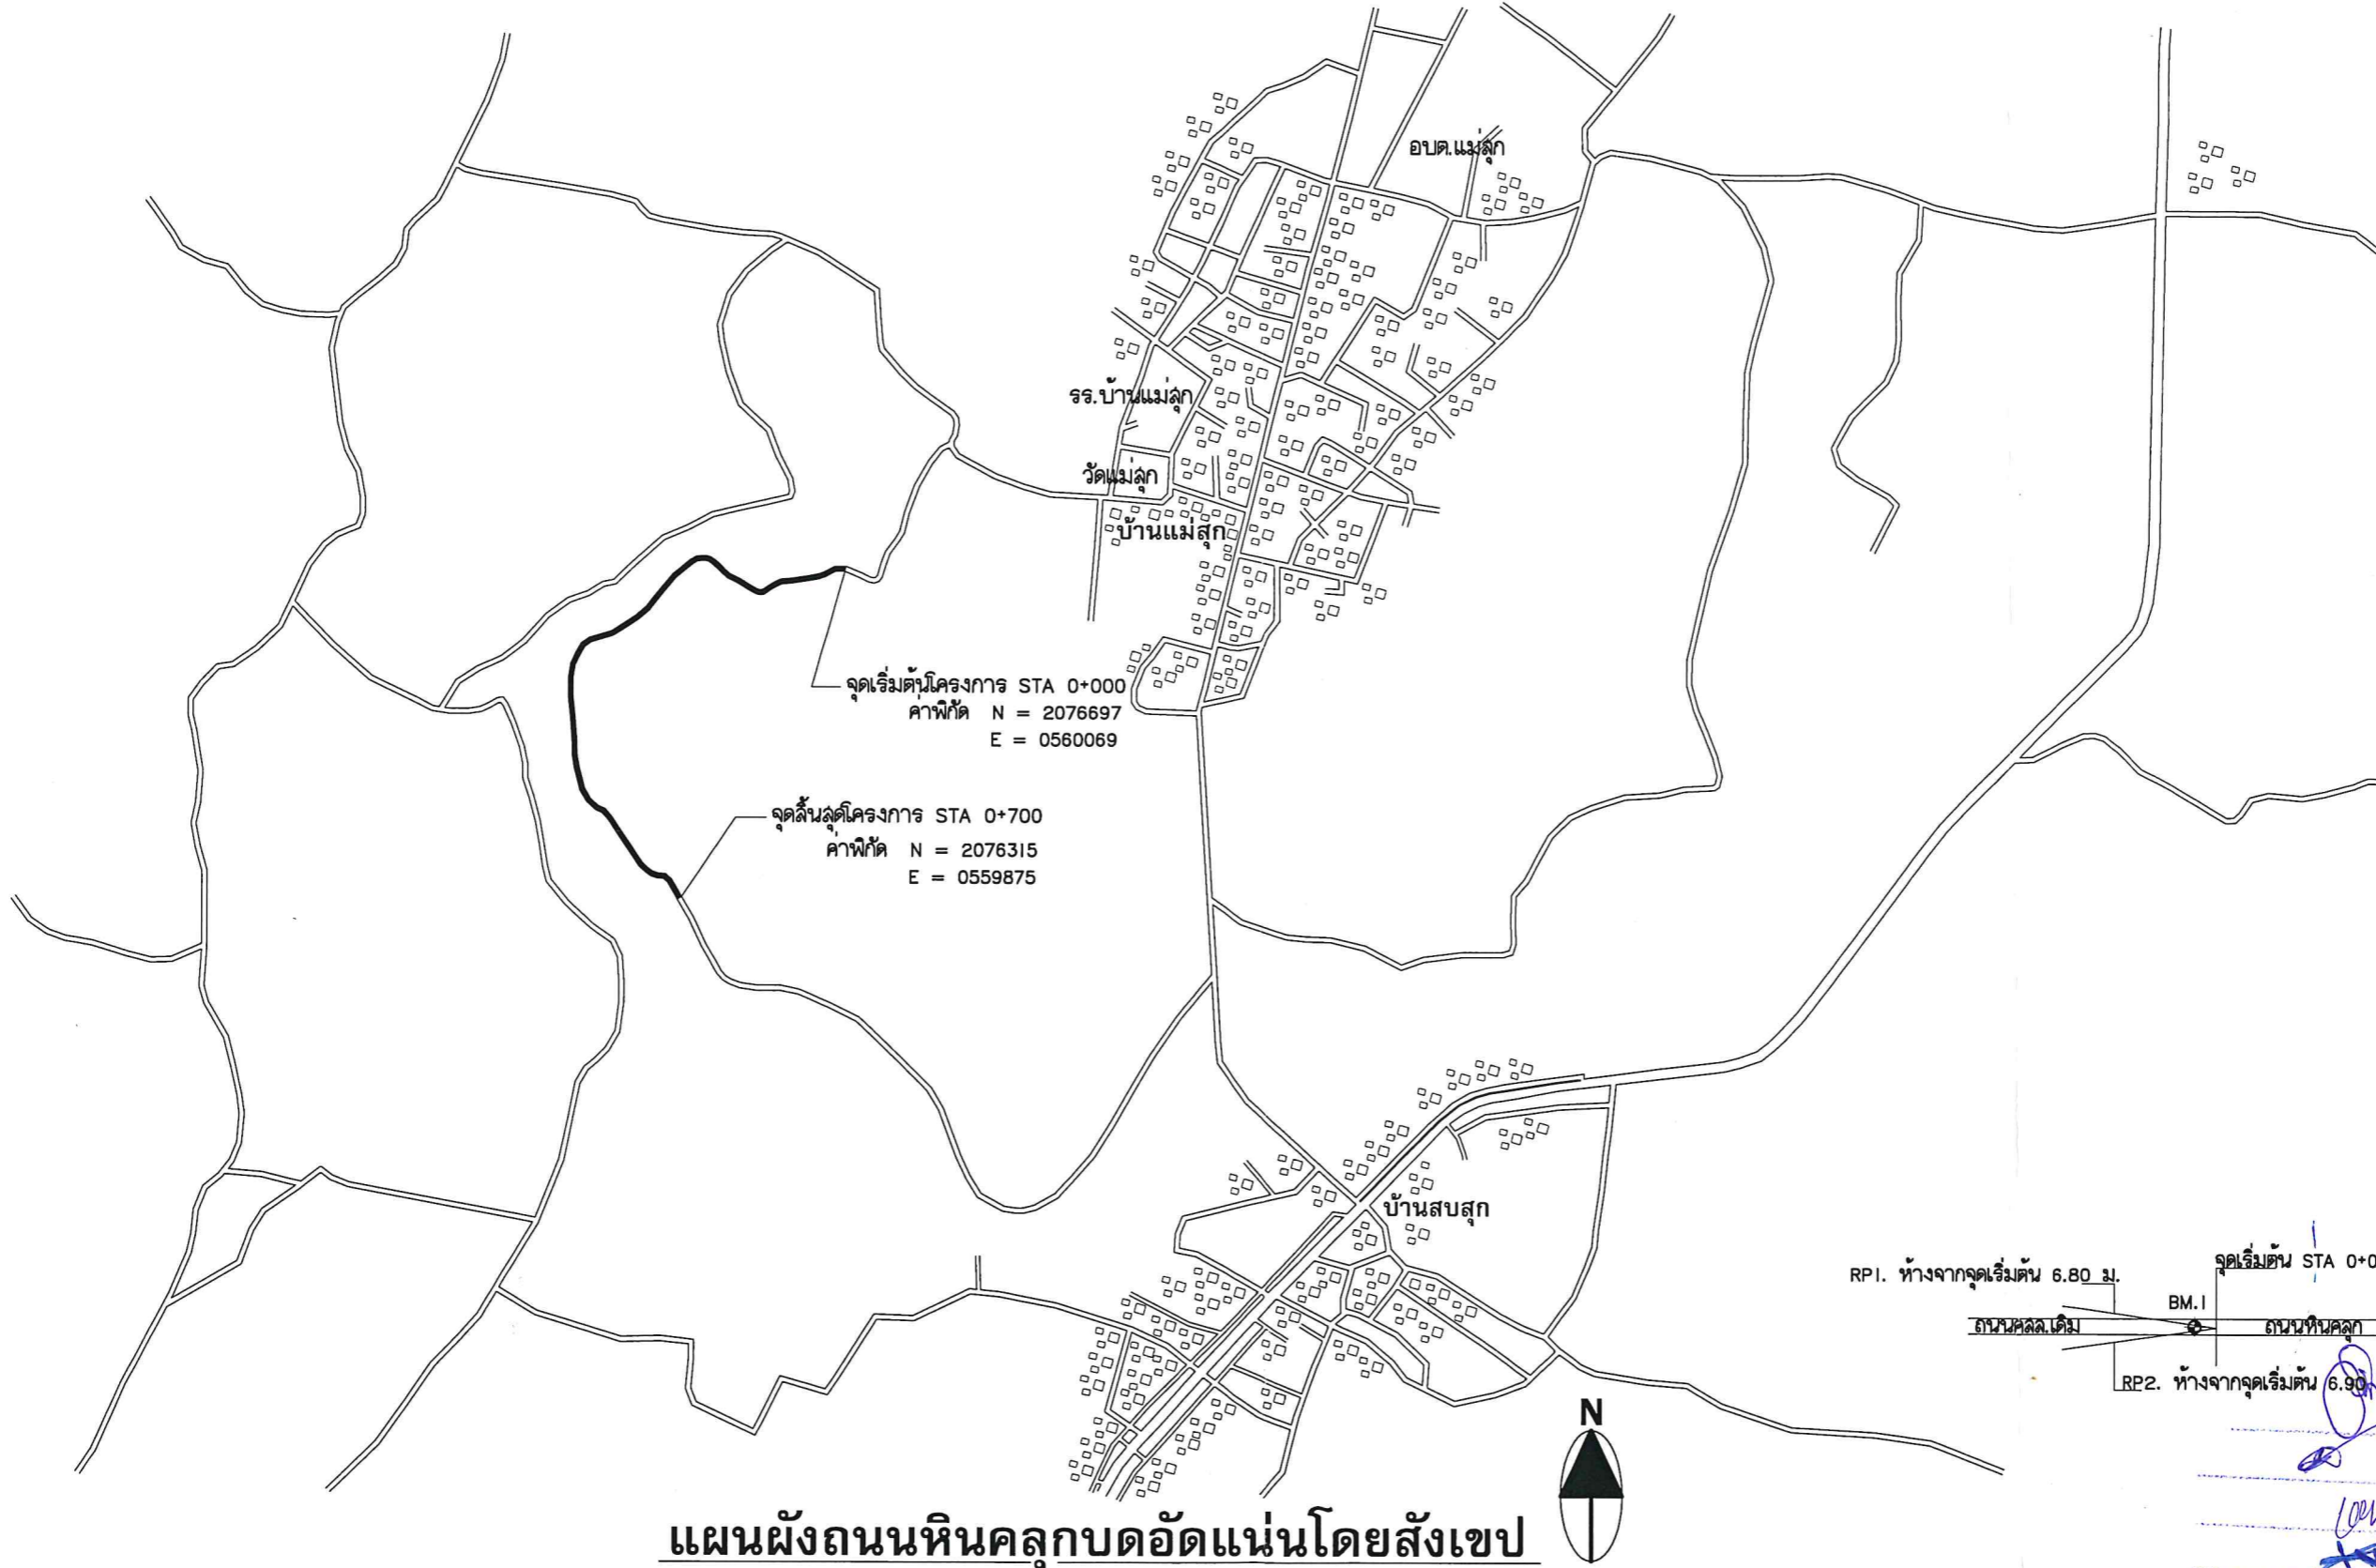 อบต.แม่สุก
รร.บ้านแม่สุก
วัดแม่สุก
บ้านแม่สุก
จุดเริ่มต้นโครงการ STA 0+000
ค่าพิกัด N = 2076697
E = 0560069
จุดสิ้นสุดโครงการ STA 0+700
ค่าพิกัด N = 2076315
E = 0559875
บ้านสบสุก
RP1. ห่างจากจุดเริ่มต้น 6.80 ม.
จุดเริ่มต้น STA 0+0
BM.1
ถนนคสล.เดิม
ถนนหินคลุก
RP2. ห่างจากจุดเริ่มต้น 6.90
N
แผนผังถนนหินคลุกบดอัดแน่นโดยสังเขป